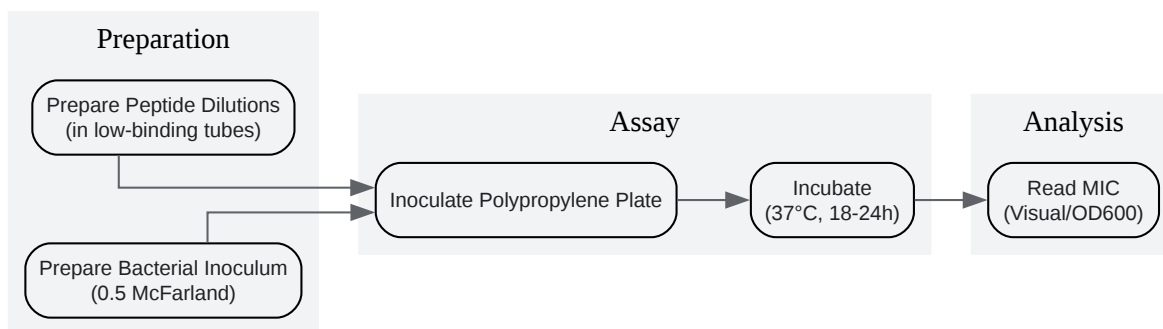 Preparation
Prepare Peptide Dilutions
(in low-binding tubes)
Prepare Bacterial Inoculum
(0.5 McFarland)
Assay
Inoculate Polypropylene Plate
Incubate
(37°C, 18-24h)
Analysis
Read MIC
(Visual/OD600)